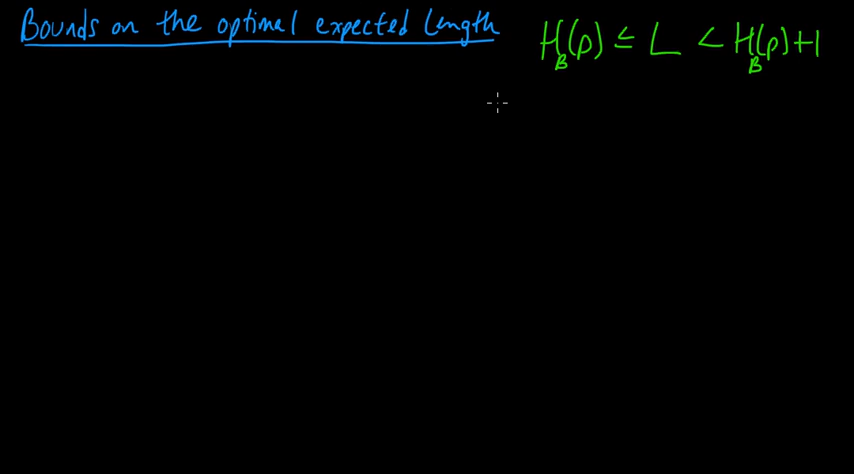 Bounds on the optimal expected length
H_B(p) ≤ L < H_B(p)+1